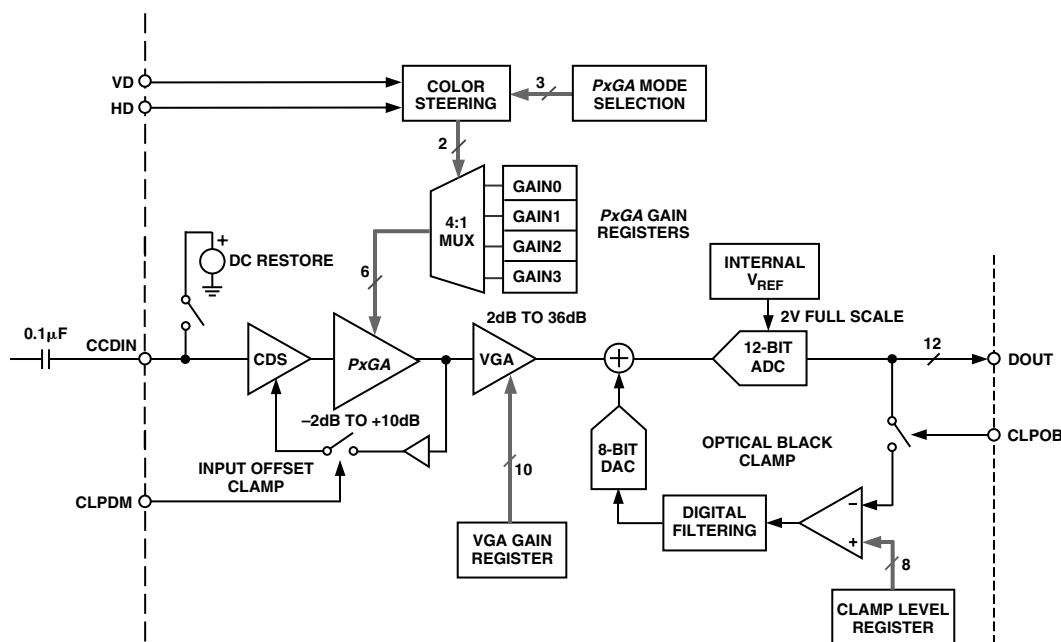 VD
HD
COLOR
STEERING
3
PxGA MODE
SELECTION
2
4:1
MUX
GAIN0
GAIN1
GAIN2
GAIN3
PxGA GAIN
REGISTERS
6
+
DC RESTORE
INTERNAL
VREF
2V FULL SCALE
2dB TO 36dB
0.1µF
CCDIN
CDS
PxGA
VGA
+
12-BIT
ADC
12
DOUT
–2dB TO +10dB
INPUT OFFSET
CLAMP
CLPDM
10
VGA GAIN
REGISTER
8-BIT
DAC
OPTICAL BLACK
CLAMP
CLPOB
DIGITAL
FILTERING
–
+
8
CLAMP LEVEL
REGISTER